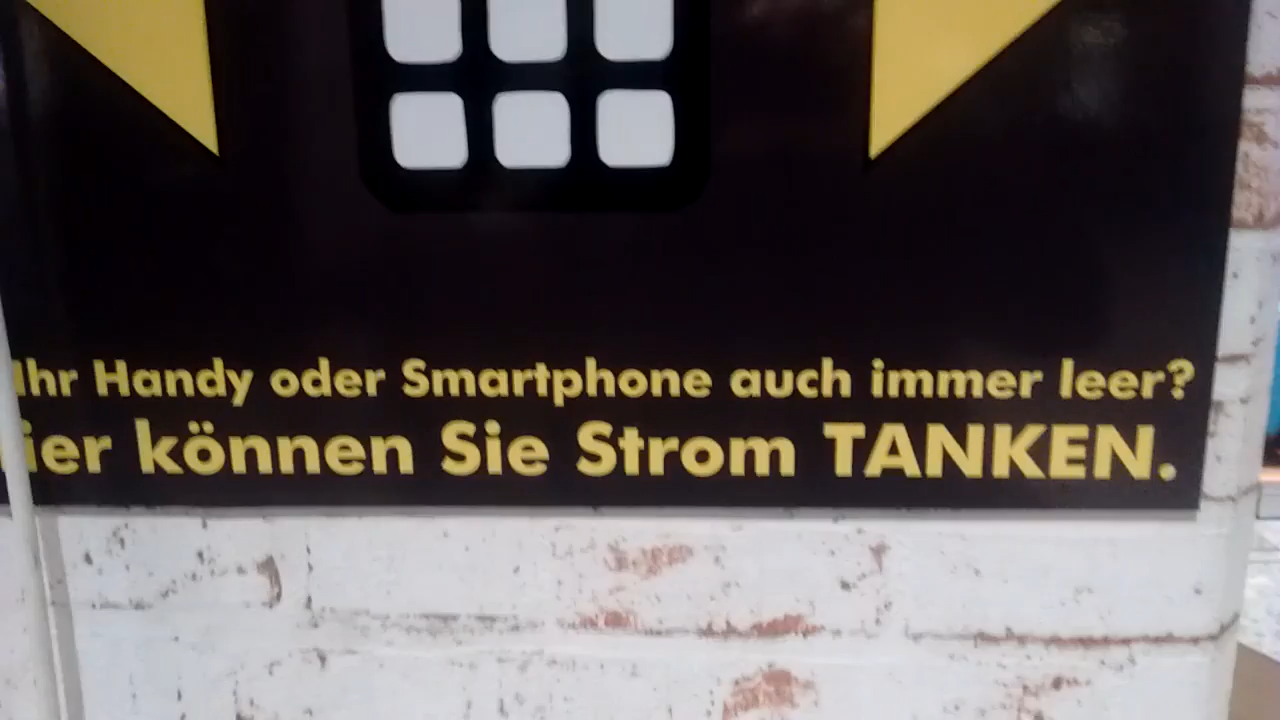 Ihr Handy oder Smartphone auch immer leer?
ier können Sie Strom TANKEN.